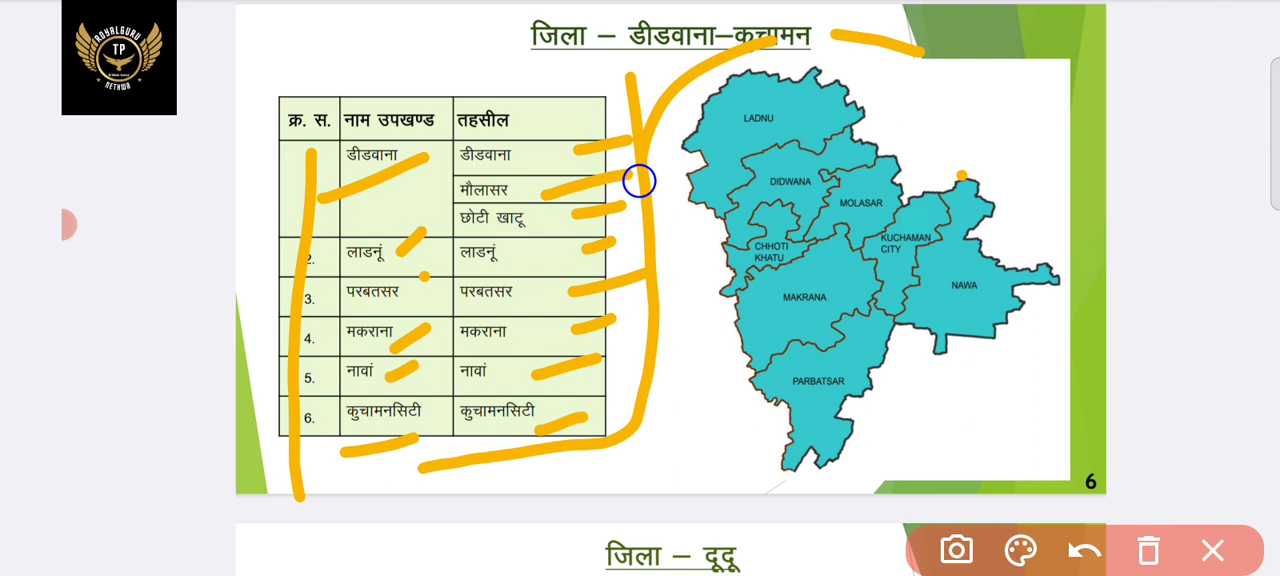 ROYALGURU
TP
NETHWA
जिला – डीडवाना–कुचामन
क्र. स. नाम उपखण्ड तहसील
डीडवाना डीडवाना
मौलासर
छोटी खाटू
2. लाडनूं लाडनूं
3. परबतसर परबतसर
4. मकराना मकराना
5. नावां नावां
6. कुचामनसिटी कुचामनसिटी
LADNU
DIDWANA
MOLASAR
KUCHAMAN
CITY
CHHOTI
KHATU
NAWA
MAKRANA
PARBATSAR
6
जिला – दूदू